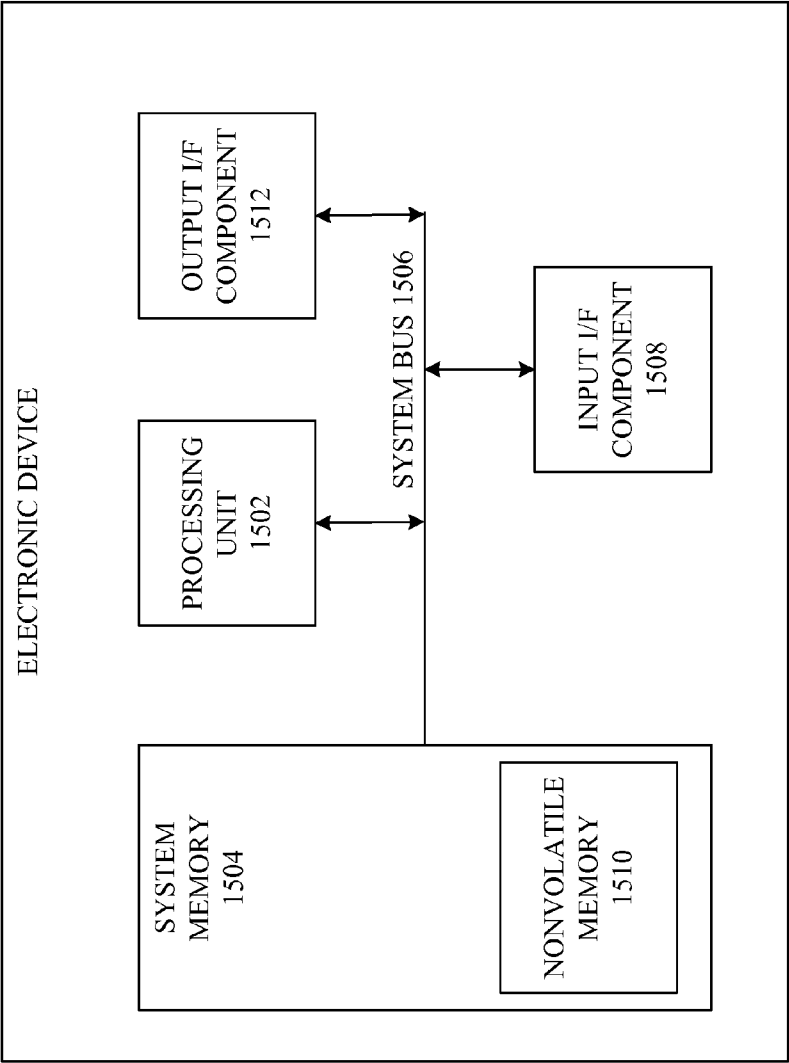 ELECTRONIC DEVICE
SYSTEM
MEMORY
1504
NONVOLATILE
MEMORY
1510
PROCESSING
UNIT
1502
OUTPUT I/F
COMPONENT
1512
SYSTEM BUS 1506
INPUT I/F
COMPONENT
1508